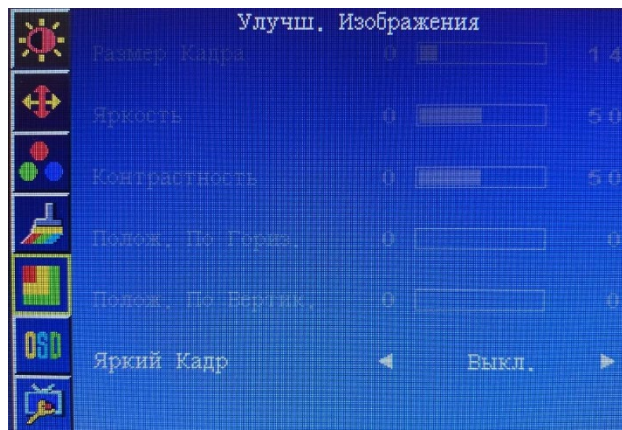 Улучш. Изображения
Размер Кадра 0 14
Яркость 0 50
Контрастность 0 50
Полож. По Гориз. 0 0
Полож. По Вертик. 0 0
OSD
Яркий Кадр Выкл.